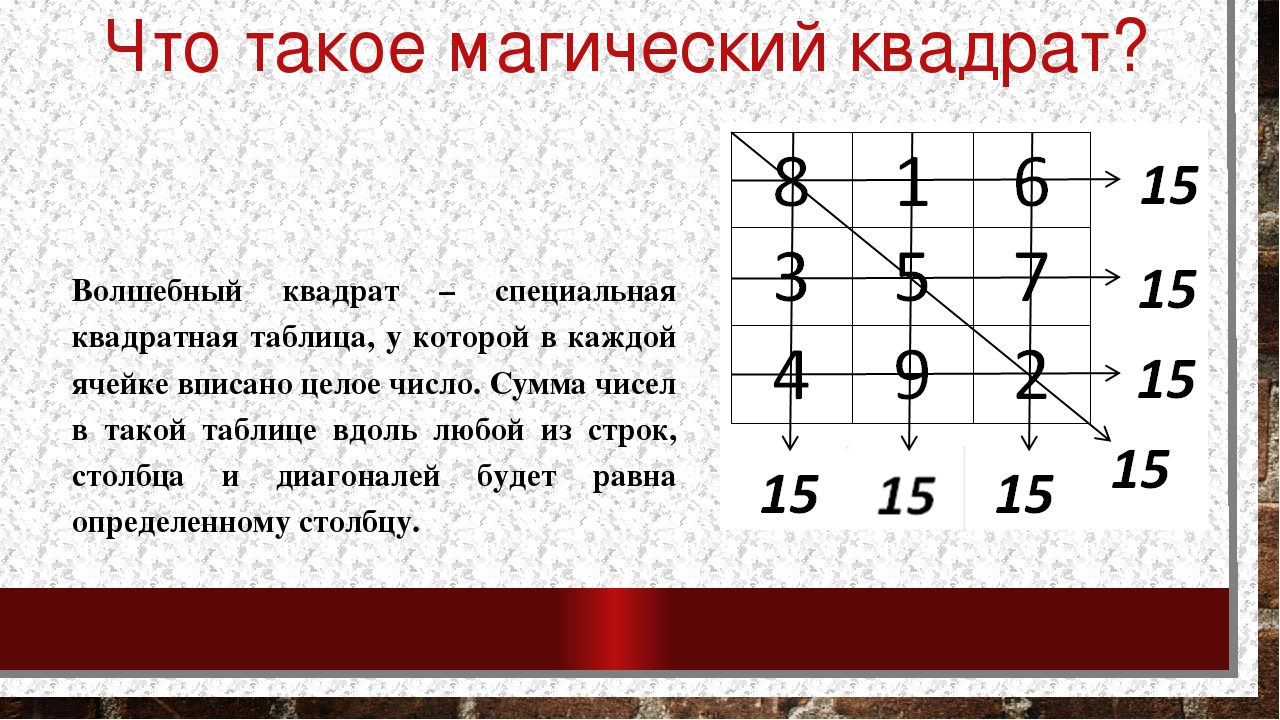 Что такое магический квадрат?
Волшебный квадрат – специальная
квадратная таблица, у которой в каждой
ячейке вписано целое число. Сумма чисел
в такой таблице вдоль любой из строк,
столбца и диагоналей будет равна
определенному столбцу.
8 1 6 15
3 5 7 15
4 9 2 15
15 15 15 15